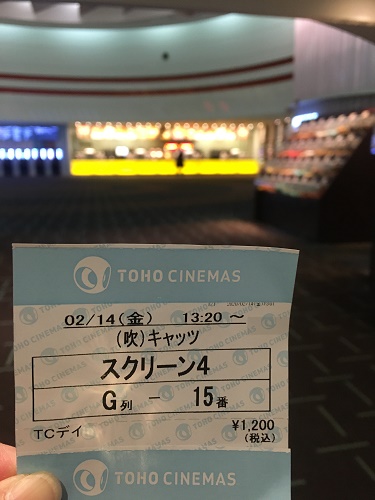 TOHO CINEMAS
02/14(金) 13:20 ～
(吹)キャッツ
スクリーン4
G列 － 15番
TCデイ
¥1,200
(税込)
TOHO CINEMAS